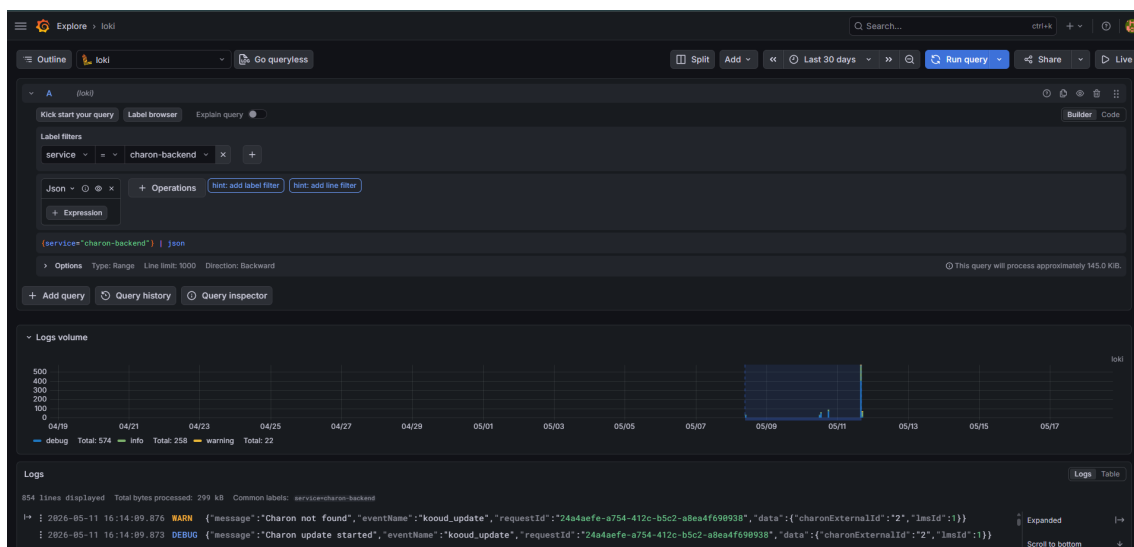 Explore › loki
Search...
ctrl+k
Outline
loki
Go queryless
Split
Add
Last 30 days
Run query
Share
Live
A (loki)
Kick start your query
Label browser
Explain query
Builder
Code
Label filters
service
=
charon-backend
×
+
Json
×
+ Operations
hint: add label filter
hint: add line filter
+ Expression
{service="charon-backend"} | json
Options Type: Range Line limit: 1000 Direction: Backward
This query will process approximately 145.0 KiB.
+ Add query
Query history
Query inspector
Logs volume
loki
500
400
300
200
100
0
04/19 04/21 04/23 04/25 04/27 04/29 05/01 05/03 05/05 05/07 05/09 05/11 05/13 05/15 05/17
debug Total: 574 info Total: 258 warning Total: 22
Logs
Logs
Table
854 lines displayed Total bytes processed: 299 kB Common labels: service=charon-backend
2026-05-11 16:14:09.876 WARN {"message":"Charon not found","eventName":"kooud_update","requestId":"24a4aefe-a754-412c-b5c2-a8ea4f690938","data":{"charonExternalId":"2","lmsId":1}}
Expanded
2026-05-11 16:14:09.873 DEBUG {"message":"Charon update started","eventName":"kooud_update","requestId":"24a4aefe-a754-412c-b5c2-a8ea4f690938","data":{"charonExternalId":"2","lmsId":1}}
Scroll to bottom